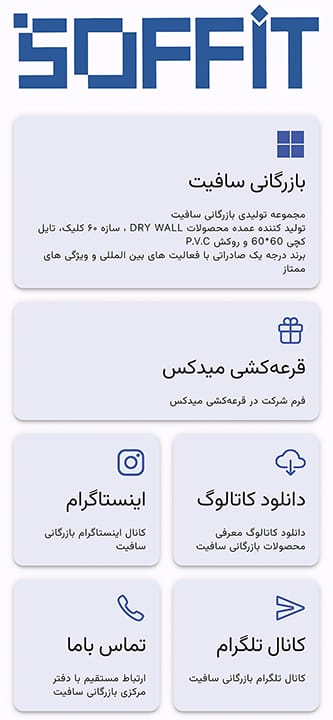 SOFFiT
بازرگانی سافیت
مجموعه تولیدی بازرگانی سافیت
تولید کننده عمده محصولات DRY WALL ، سازه ۶۰ کلیک، تایل
گچی 60*60 و روکش P.V.C
برند درجه یک صادراتی با فعالیت های بین المللی و ویژگی های
ممتاز
قرعه‌کشی میدکس
فرم شرکت در قرعه‌کشی میدکس
دانلود کاتالوگ
دانلود کاتالوگ معرفی
محصولات بازرگانی سافیت
اینستاگرام
کانال اینستاگرام بازرگانی
سافیت
کانال تلگرام
کانال تلگرام بازرگانی سافیت
تماس باما
ارتباط مستقیم با دفتر
مرکزی بازرگانی سافیت